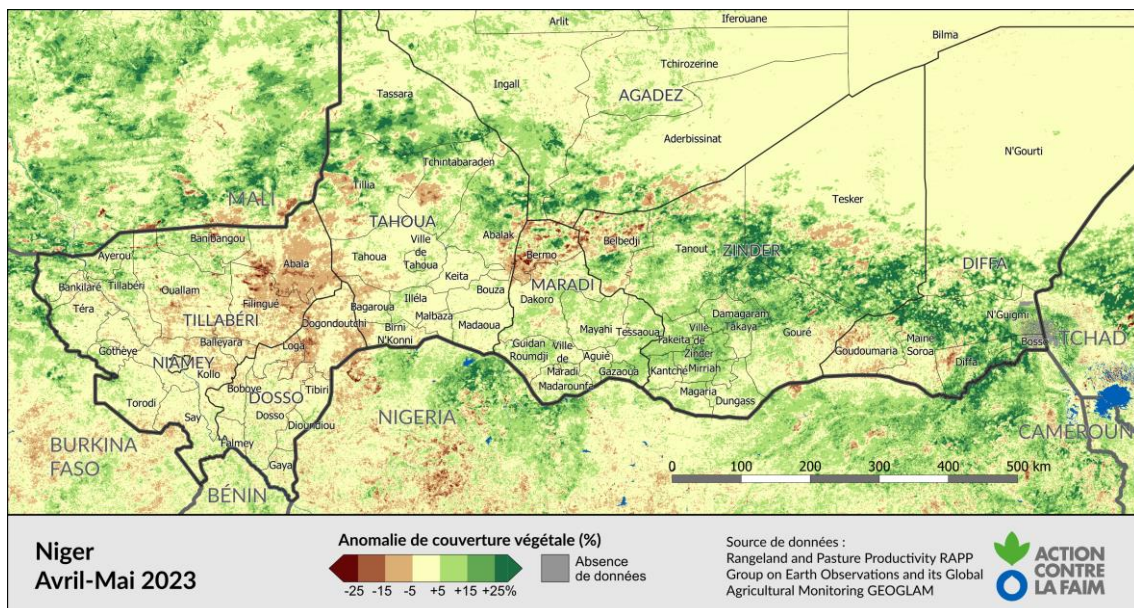 Arlit
Iferouane
Bilma
Tchirozerine
Ingall
Tassara
AGADEZ
Aderbissinat
N'Gourti
Tchintabaraden
Tillia
Tesker
MALI
TAHOUA
Abalak
Banibangou
Ville
de
Tahoua
Bermo
Belbedji
Tanout
ZINDER
Ayerou
Abala
Tahoua
DIFFA
Bankilaré
Tillabéri
Ouallam
Keita
Bouza
MARADI
Dakoro
Téra
Filingué
Bagaroua
Illéla
Malbaza
Damagaram
Takaya
N'Guigmi
TILLABÉRI
Dogondoutchi
Birni
N'Konni
Madaoua
Mayahi
Tessaoua
Ville
de
Zinder
Takeita
Gouré
Maine
Soroa
Bosso
TCHAD
Balleyara
Loga
Goudoumaria
Gothèye
NIAMEY
Kollo
Guidan
Roumdji
Ville
de
Maradi
Aguié
Gazaoua
Kantché
Mirriah
Diffa
Boboye
Tibiri
Madarounfa
Magaria
Dungass
Torodi
Say
DOSSO
Dosso
Dioundiou
NIGERIA
CAMEROUN
BURKINA
FASO
Falmey
Gaya
BÉNIN
0 100 200 300 400 500 km
Niger
Avril-Mai 2023
Anomalie de couverture végétale (%)
-25 -15 -5 +5 +15 +25%
Absence
de données
Source de données :
Rangeland and Pasture Productivity RAPP
Group on Earth Observations and its Global
Agricultural Monitoring GEOGLAM
ACTION
CONTRE
LA FAIM